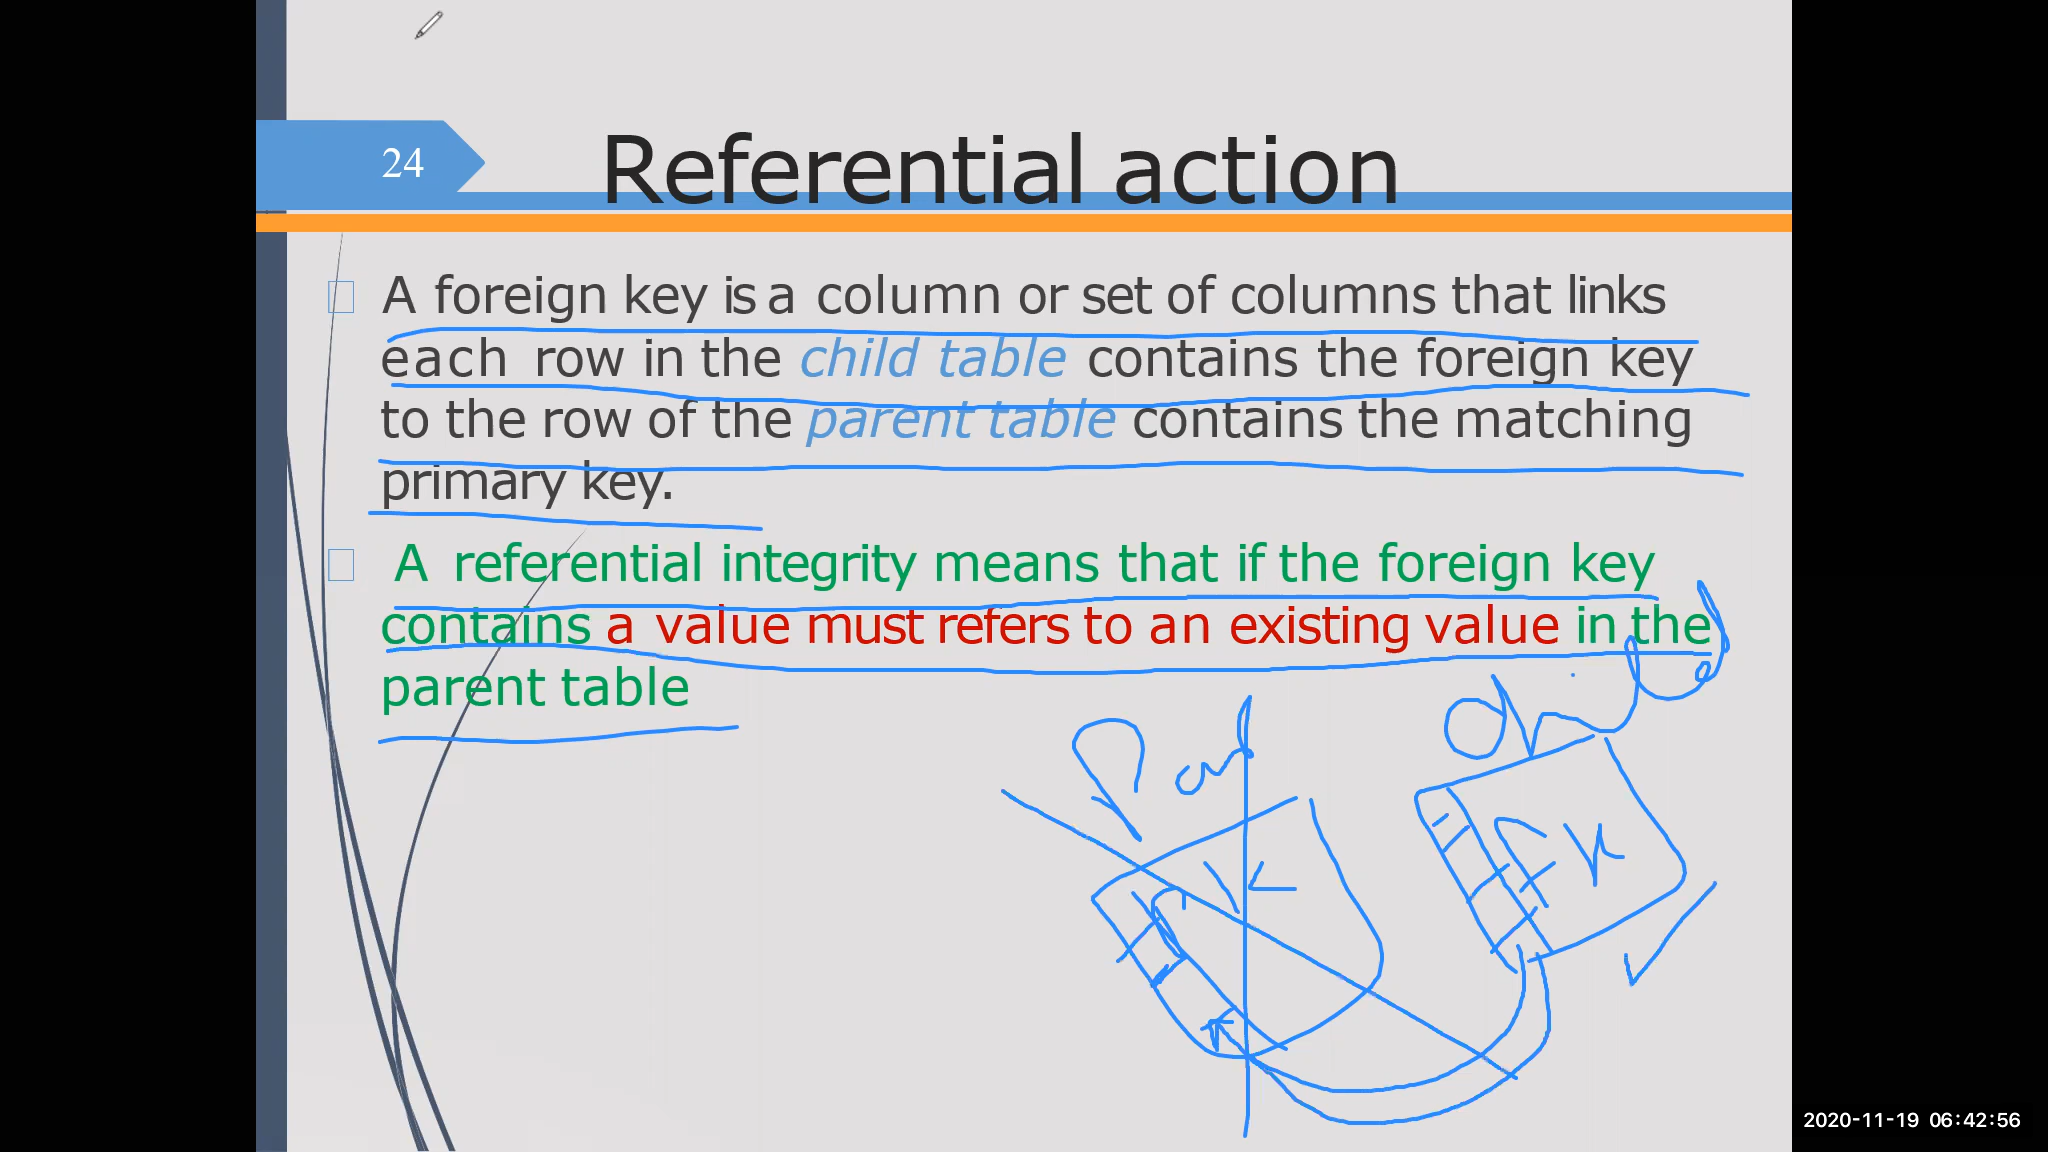 24
Referential action
A foreign key is a column or set of columns that links
each row in the child table contains the foreign key
to the row of the parent table contains the matching
primary key.
A referential integrity means that if the foreign key
contains a value must refers to an existing value in the
parent table
K
FK
2020-11-19 06:42:56